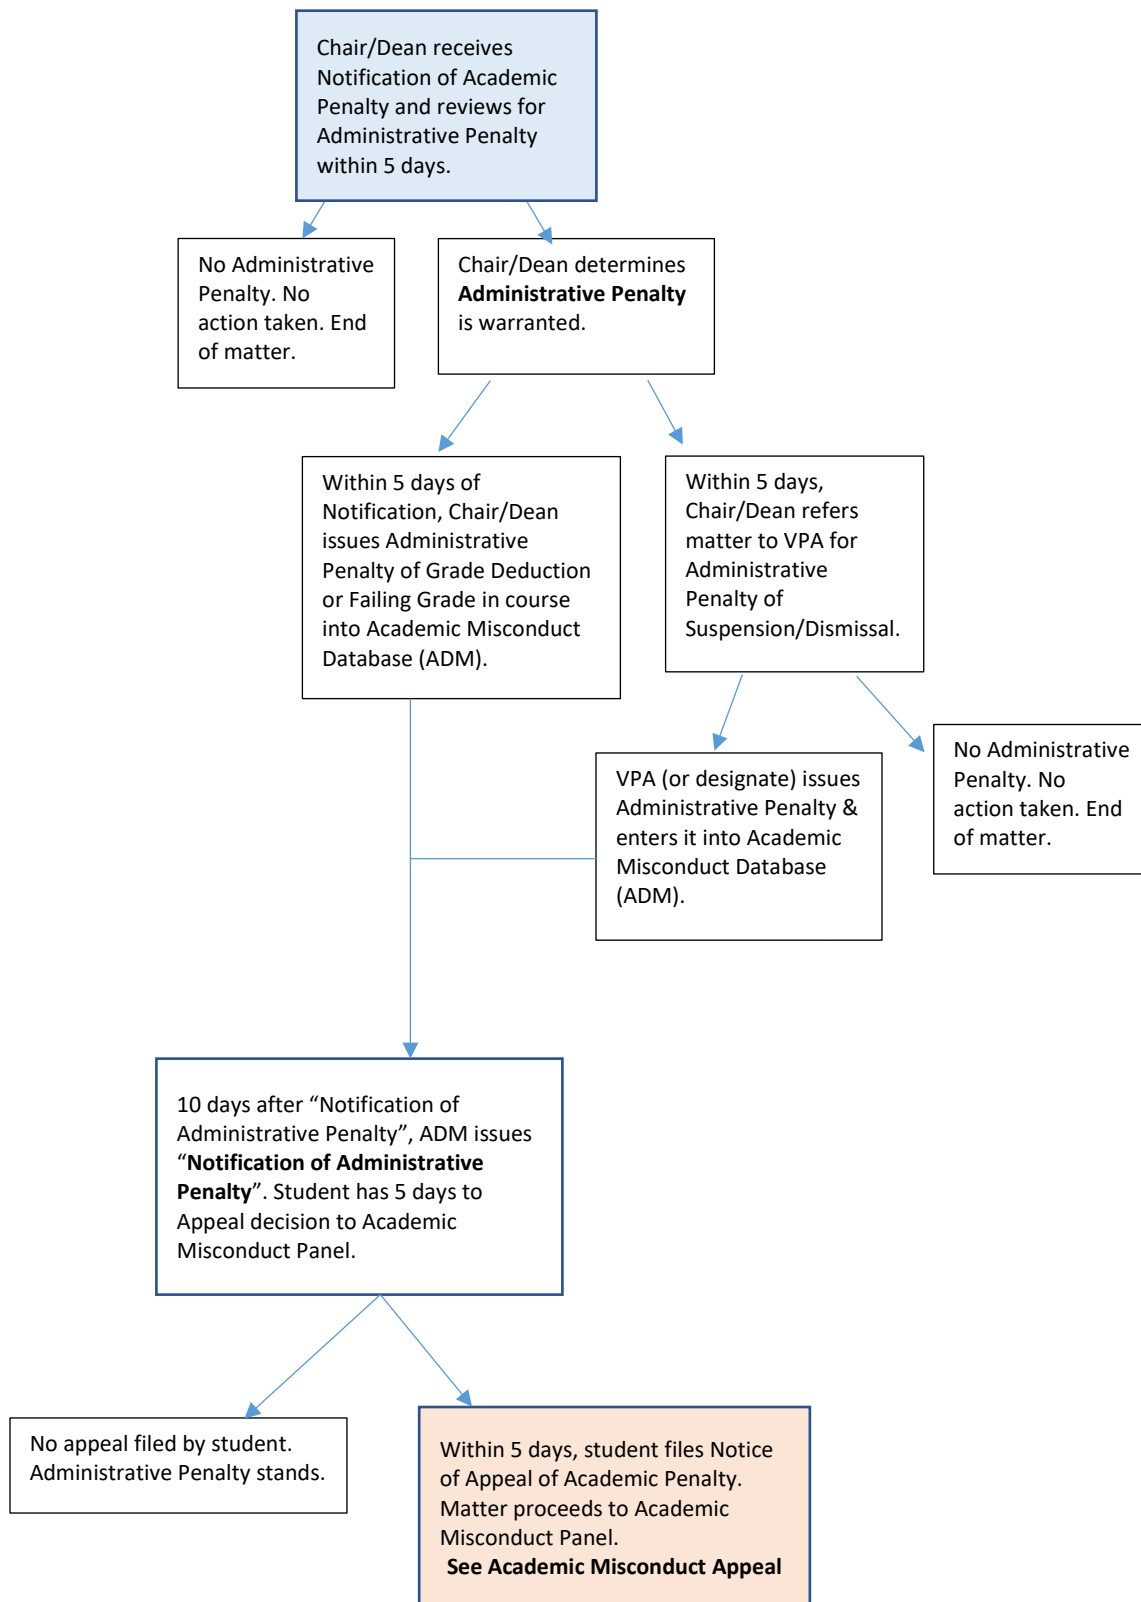 Chair/Dean receives
Notification of Academic
Penalty and reviews for
Administrative Penalty
within 5 days.
No Administrative
Penalty. No
action taken. End
of matter.
Chair/Dean determines
Administrative Penalty
is warranted.
Within 5 days of
Notification, Chair/Dean
issues Administrative
Penalty of Grade Deduction
or Failing Grade in course
into Academic Misconduct
Database (ADM).
Within 5 days,
Chair/Dean refers
matter to VPA for
Administrative
Penalty of
Suspension/Dismissal.
VPA (or designate) issues
Administrative Penalty &
enters it into Academic
Misconduct Database
(ADM).
No Administrative
Penalty. No
action taken. End
of matter.
10 days after “Notification of
Administrative Penalty”, ADM issues
“Notification of Administrative
Penalty”. Student has 5 days to
Appeal decision to Academic
Misconduct Panel.
No appeal filed by student.
Administrative Penalty stands.
Within 5 days, student files Notice
of Appeal of Academic Penalty.
Matter proceeds to Academic
Misconduct Panel.
See Academic Misconduct Appeal